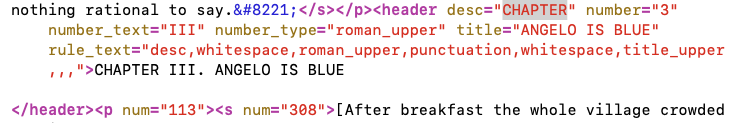 nothing rational to say.&#8221;</s></p><header desc="CHAPTER" number="3"
number_text="III" number_type="roman_upper" title="ANGELO IS BLUE"
rule_text="desc,whitespace,roman_upper,punctuation,whitespace,title_upper
,,,">CHAPTER III. ANGELO IS BLUE
</header><p num="113"><s num="308">[After breakfast the whole village crowded